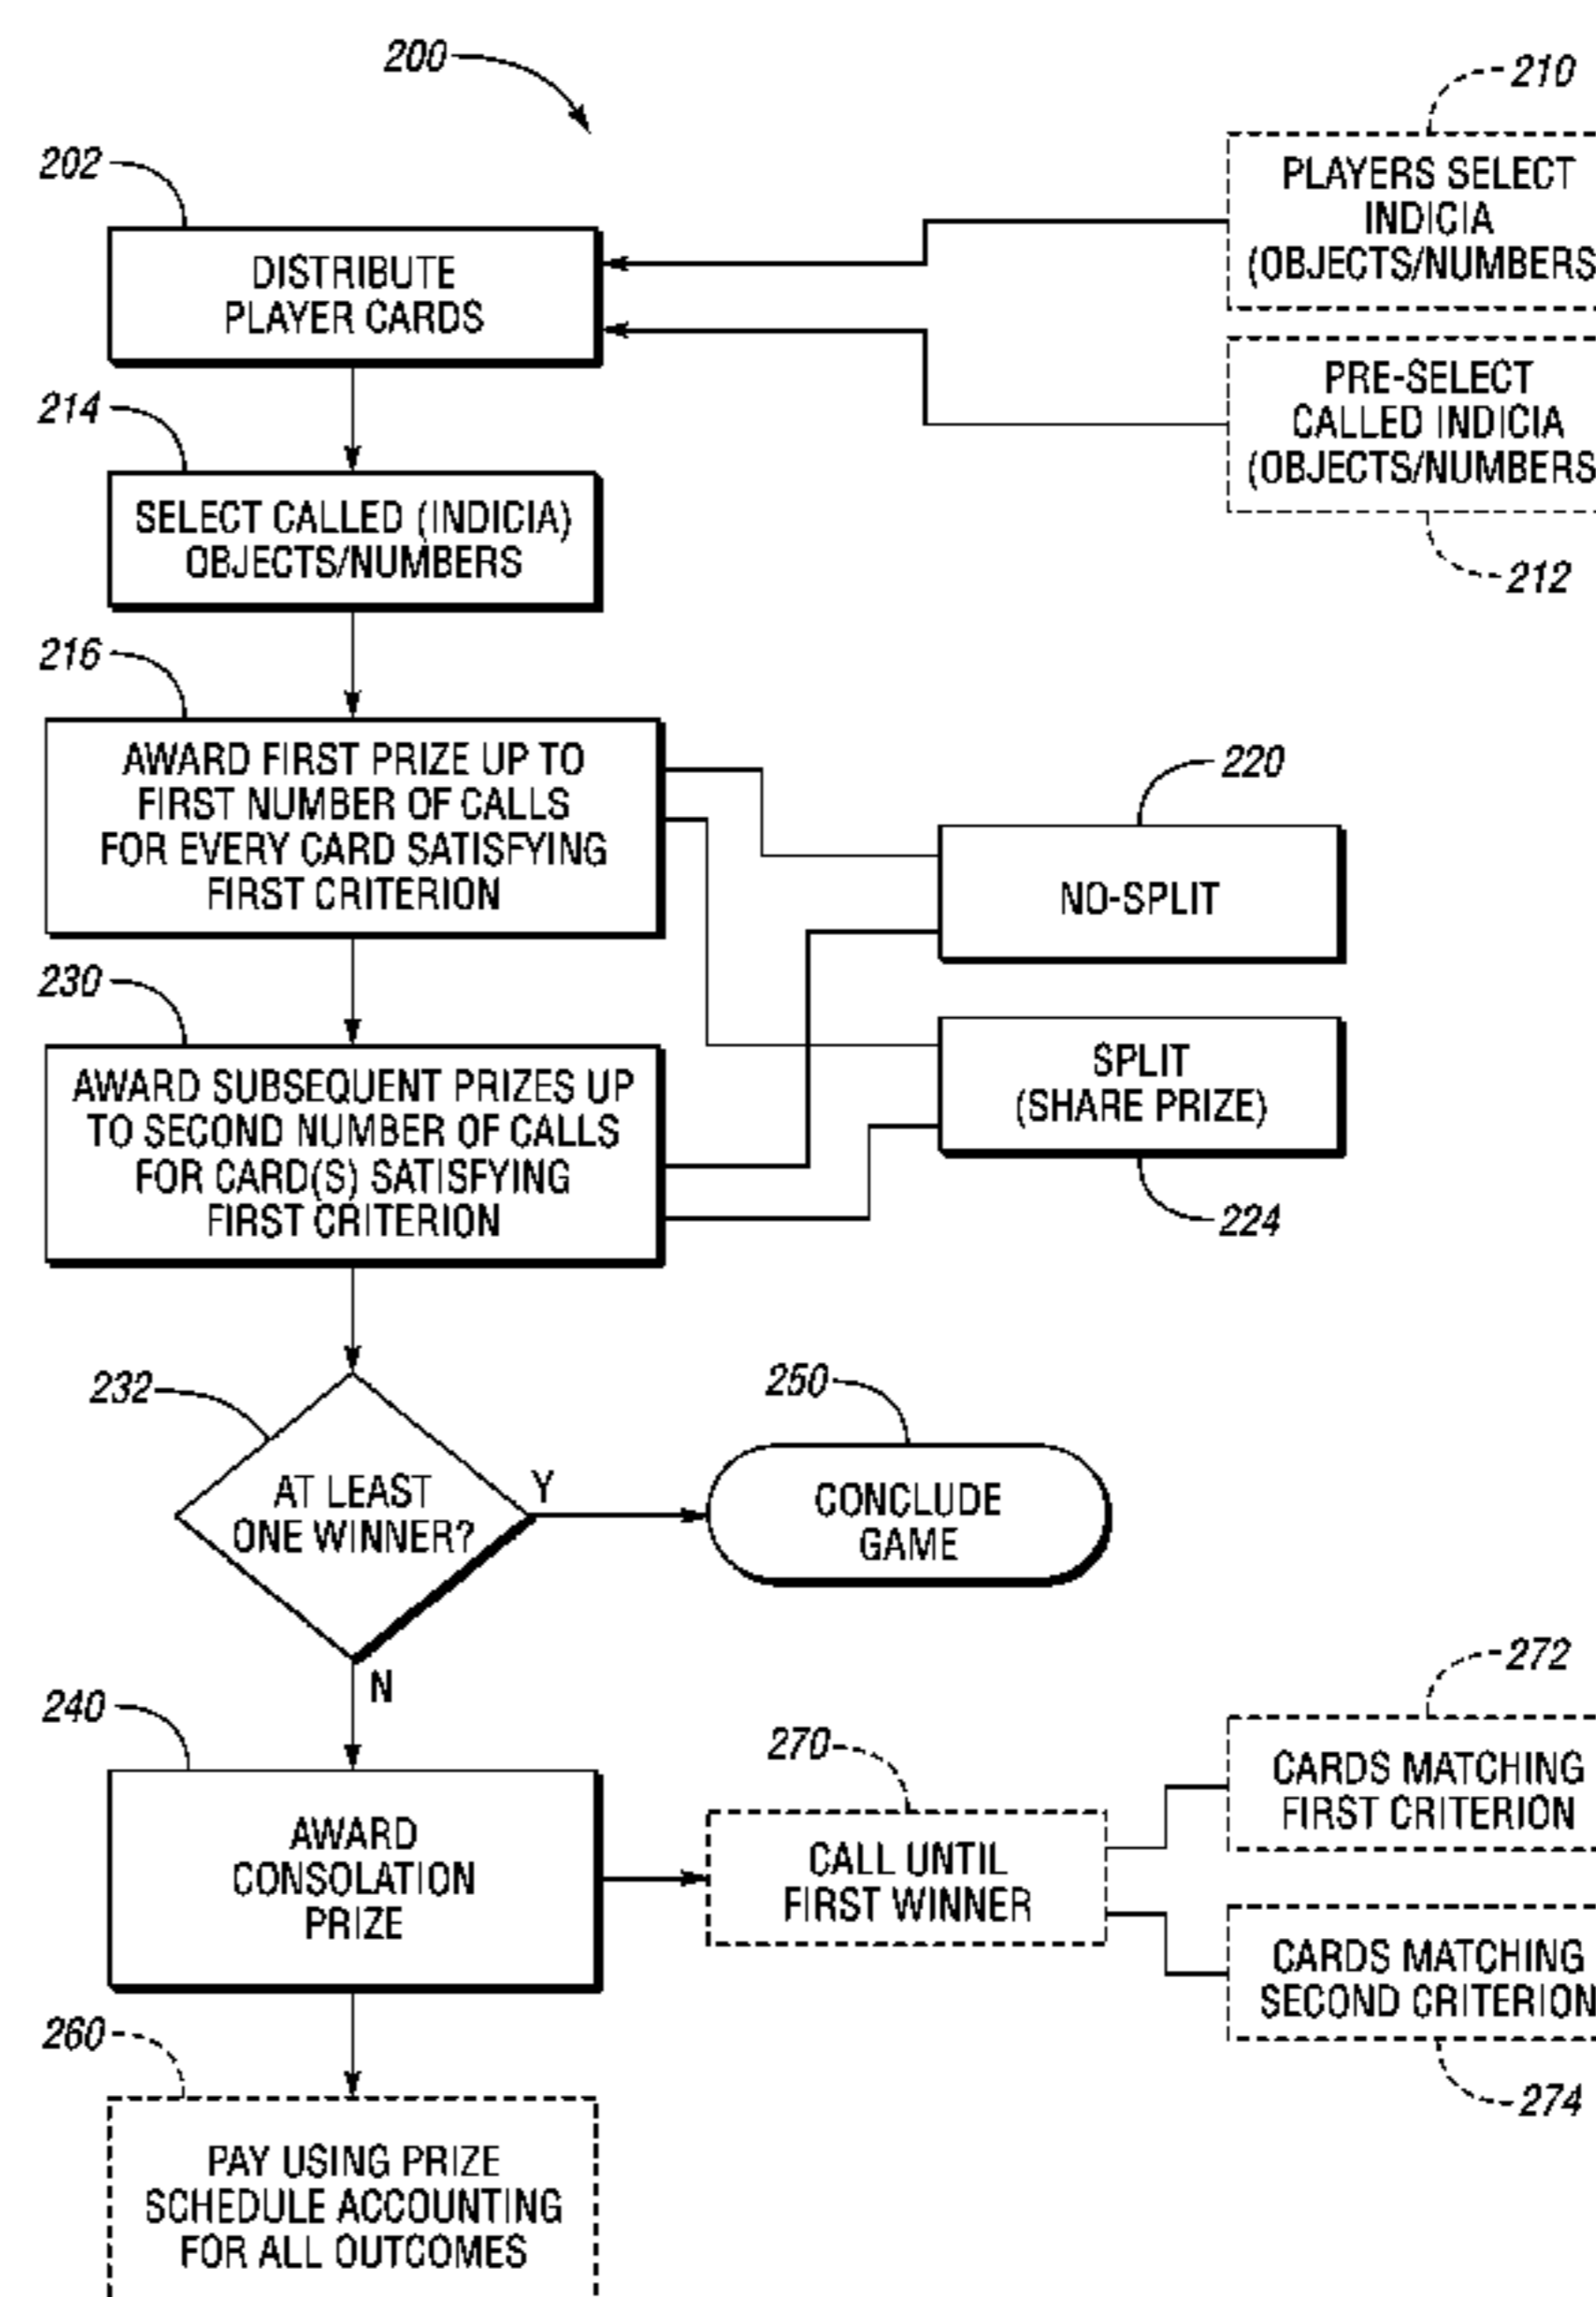 200
210
PLAYERS SELECT
INDICIA
(OBJECTS/NUMBERS
202
DISTRIBUTE
PLAYER CARDS
PRE-SELECT
CALLED INDICIA
(OBJECTS/NUMBERS
212
214
SELECT CALLED (INDICIA)
OBJECTS/NUMBERS
216
AWARD FIRST PRIZE UP TO
FIRST NUMBER OF CALLS
FOR EVERY CARD SATISFYING
FIRST CRITERION
220
NO-SPLIT
230
AWARD SUBSEQUENT PRIZES UP
TO SECOND NUMBER OF CALLS
FOR CARD(S) SATISFYING
FIRST CRITERION
SPLIT
(SHARE PRIZE)
224
232
AT LEAST
ONE WINNER?
Y
N
250
CONCLUDE
GAME
240
AWARD
CONSOLATION
PRIZE
270
CALL UNTIL
FIRST WINNER
272
CARDS MATCHING
FIRST CRITERION
CARDS MATCHING
SECOND CRITERION
274
260
PAY USING PRIZE
SCHEDULE ACCOUNTING
FOR ALL OUTCOMES